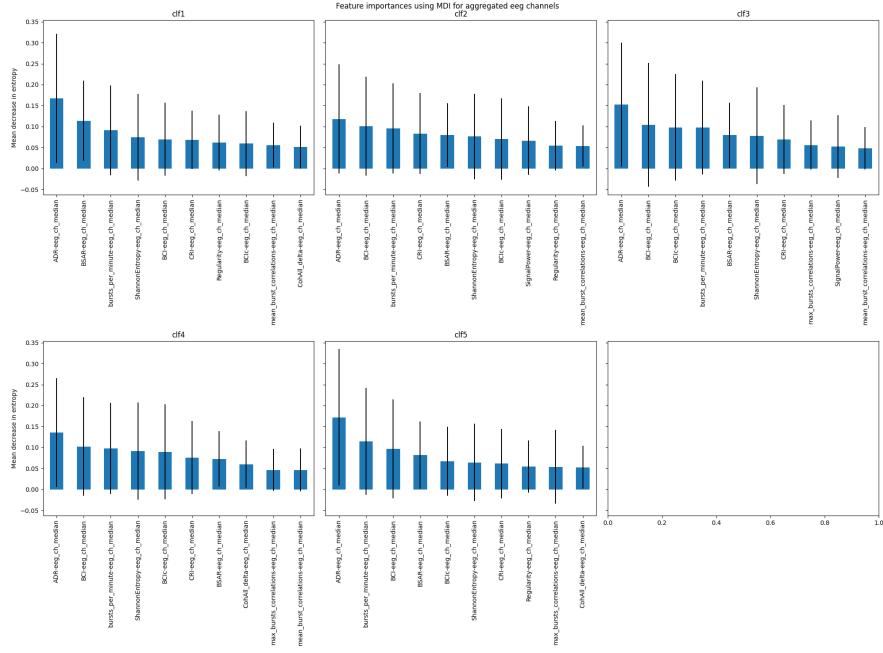 Feature importances using MDI for aggregated eeg channels
clf1
Mean decrease in entropy
0.35
0.30
0.25
0.20
0.15
0.10
0.05
0.00
−0.05
ADR-eeg_ch_median
BSAR-eeg_ch_median
bursts_per_minute-eeg_ch_median
ShannonEntropy-eeg_ch_median
BCI-eeg_ch_median
CRI-eeg_ch_median
Regularity-eeg_ch_median
BCIc-eeg_ch_median
mean_burst_correlations-eeg_ch_median
CohAll_delta-eeg_ch_median
clf2
ADR-eeg_ch_median
BCI-eeg_ch_median
bursts_per_minute-eeg_ch_median
CRI-eeg_ch_median
BSAR-eeg_ch_median
ShannonEntropy-eeg_ch_median
BCIc-eeg_ch_median
SignalPower-eeg_ch_median
Regularity-eeg_ch_median
mean_burst_correlations-eeg_ch_median
clf3
ADR-eeg_ch_median
BCI-eeg_ch_median
BCIc-eeg_ch_median
bursts_per_minute-eeg_ch_median
BSAR-eeg_ch_median
ShannonEntropy-eeg_ch_median
CRI-eeg_ch_median
max_bursts_correlations-eeg_ch_median
SignalPower-eeg_ch_median
mean_burst_correlations-eeg_ch_median
clf4
Mean decrease in entropy
0.35
0.30
0.25
0.20
0.15
0.10
0.05
0.00
−0.05
ADR-eeg_ch_median
BCI-eeg_ch_median
bursts_per_minute-eeg_ch_median
ShannonEntropy-eeg_ch_median
BCIc-eeg_ch_median
CRI-eeg_ch_median
BSAR-eeg_ch_median
CohAll_delta-eeg_ch_median
max_bursts_correlations-eeg_ch_median
mean_burst_correlations-eeg_ch_median
clf5
ADR-eeg_ch_median
bursts_per_minute-eeg_ch_median
BCI-eeg_ch_median
BSAR-eeg_ch_median
BCIc-eeg_ch_median
ShannonEntropy-eeg_ch_median
CRI-eeg_ch_median
Regularity-eeg_ch_median
max_bursts_correlations-eeg_ch_median
CohAll_delta-eeg_ch_median
0.0 0.2 0.4 0.6 0.8 1.0